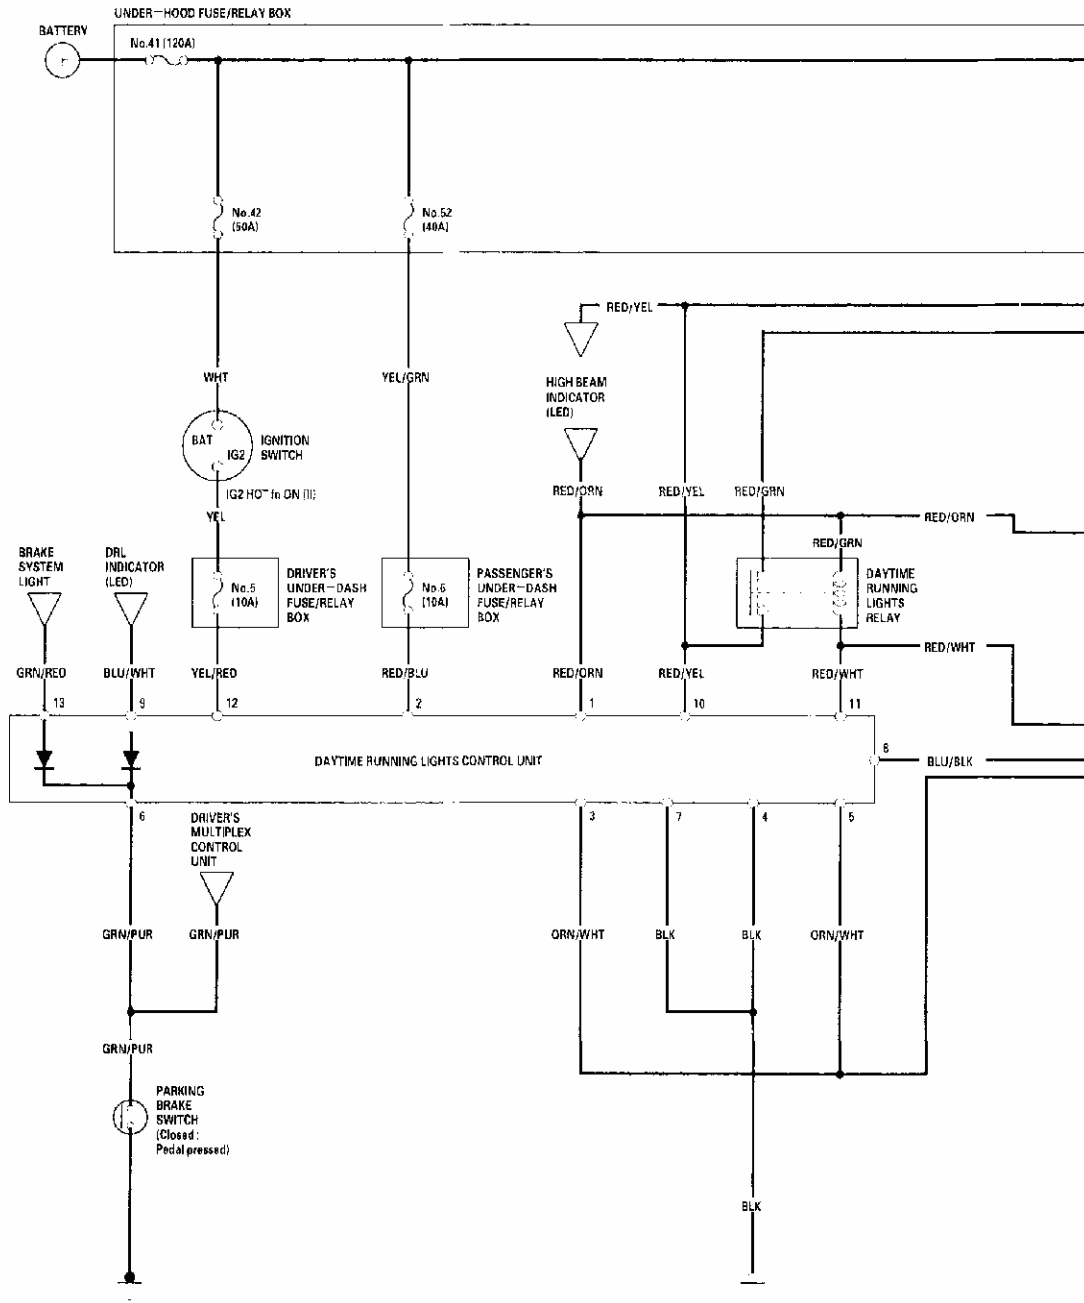 UNDER-HOOD FUSE/RELAY BOX
BATTERY
No.41 (120A)
No.42
(50A)
No.52
(40A)
RED/YEL
WHT
YEL/GRN
HIGH BEAM
INDICATOR
(LED)
BAT
IG2
IGNITION
SWITCH
IG2 HOT in ON (II)
YEL
RED/ORN
RED/YEL
RED/GRN
RED/ORN
RED/GRN
BRAKE
SYSTEM
LIGHT
DRL
INDICATOR
(LED)
No.5
(10A)
DRIVER'S
UNDER-DASH
FUSE/RELAY
BOX
No.6
(10A)
PASSENGER'S
UNDER-DASH
FUSE/RELAY
BOX
DAYTIME
RUNNING
LIGHTS
RELAY
RED/WHT
GRN/RED
BLU/WHT
YEL/RED
RED/BLU
RED/ORN
RED/YEL
RED/WHT
13
9
12
2
1
10
11
DAYTIME RUNNING LIGHTS CONTROL UNIT
8
BLU/BLK
6
3
7
4
5
DRIVER'S
MULTIPLEX
CONTROL
UNIT
GRN/PUR
GRN/PUR
ORN/WHT
BLK
BLK
ORN/WHT
GRN/PUR
PARKING
BRAKE
SWITCH
(Closed :
Pedal pressed)
BLK